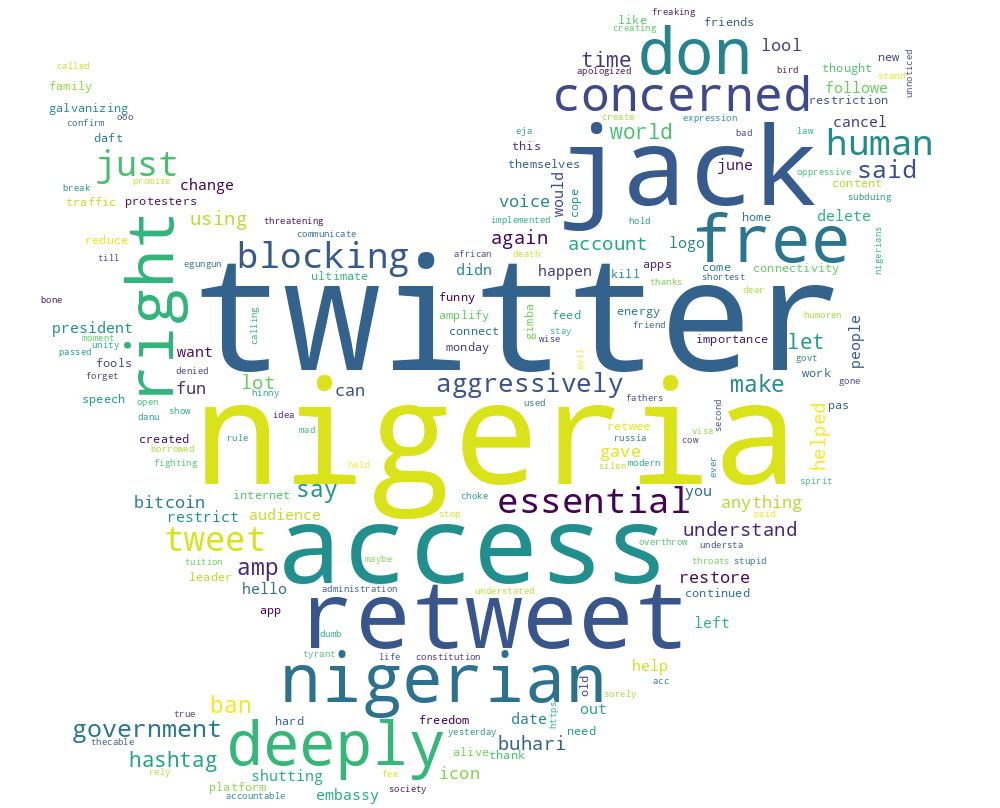 freaking
like
creating
friends
don
time
lool
called
apologized
bird
thought
new
stand
unnoticed
family
concerned
followe
restriction
galvanizing
ooo
confirm
create
expression
cancel
eja
world
bad
law
human
daft
this
jack
just
themselves
june
oppressive
said
promise
change
would
cope
content
subduing
break
protesters
voice
traffic
using
threatening
implemented
hold
home
delete
right
communicate
again
account
logo
free
nigerians
reduce
blocking
till
african
death
didn
happen
kill
apps
come
shortest
connectivity
egungun
ultimate
twitter
thanks
dear
bone
funny
amplify
gimba
feed
energy
humoren
president
calling
connect
stay
friend
importance
let
people
moment
unity
monday
wise
govt
passed
fools
denied
want
evil
work
gone
forget
fun
lot
hinny
can
aggressively
fathers
make
speech
open
danu
show
used
pas
idea
nigeria
retwee
second
visa
helped
created
rule
mad
russia
cow
borrowed
gave
fighting
held
silen
modern
ever
spirit
bitcoin
internet
say
choke
essential
you
anything
restrict
audience
stop
paid
tweet
access
understand
overthrow
understa
tuition
maybe
throats
stupid
leader
amp
restore
hello
administration
understated
continued
app
retweet
left
dumb
tyrant
life
constitution
help
nigerian
old
acc
sorely
ban
true
hard
freedom
date
https
out
government
deeply
yesterday
need
thecable
buhari
hashtag
alive
thank
rely
shutting
fee
icon
platform
society
accountable
embassy